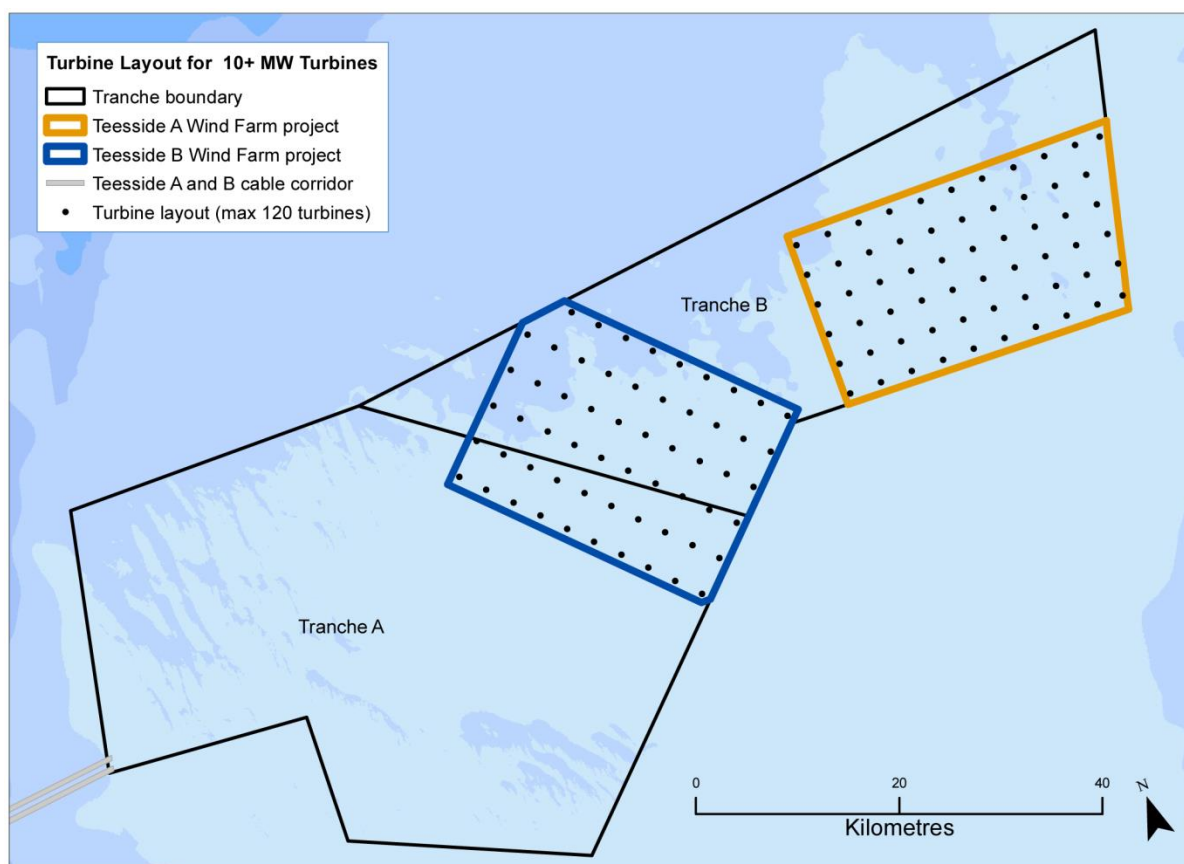 Turbine Layout for 10+ MW Turbines
Tranche boundary
Teesside A Wind Farm project
Teesside B Wind Farm project
Teesside A and B cable corridor
Turbine layout (max 120 turbines)
Tranche B
Tranche A
0 20 40
Kilometres
N